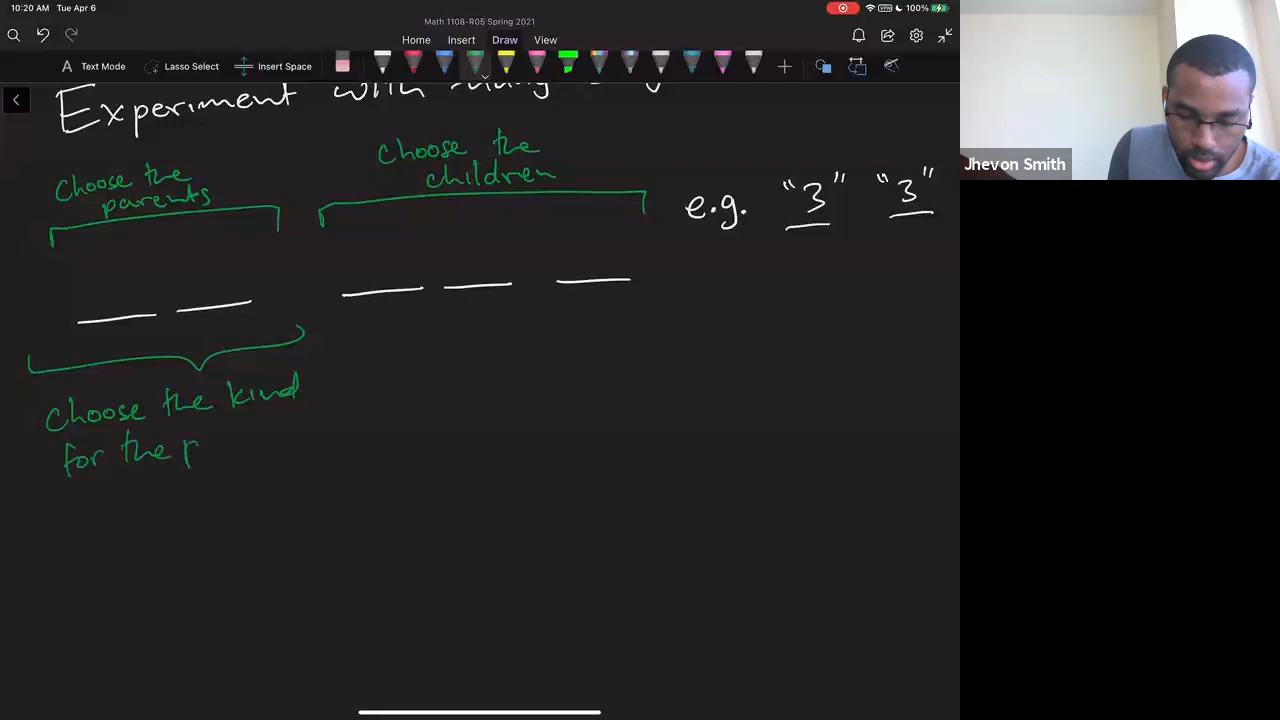 10:20 AM Tue Apr 6
VPN
100%
Math 1108-R05 Spring 2021
Home
Insert
Draw
View
Text Mode
Lasso Select
Insert Space
Experiment with
Choose the
parents
Choose the
children
e.g. "3" "3"
Choose the kind
for the p
Jhevon Smith